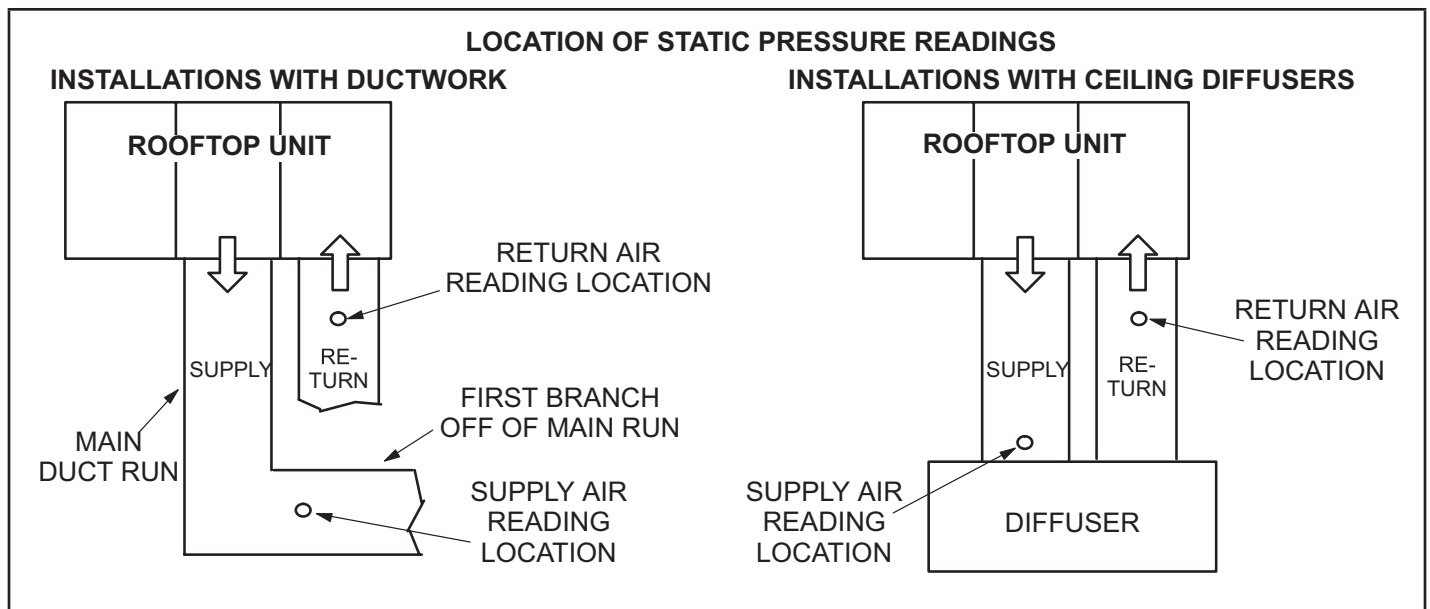 LOCATION OF STATIC PRESSURE READINGS
INSTALLATIONS WITH DUCTWORK
ROOFTOP UNIT
RETURN AIR
READING LOCATION
SUPPLY
RE-
TURN
FIRST BRANCH
OFF OF MAIN RUN
MAIN
DUCT RUN
SUPPLY AIR
READING
LOCATION
INSTALLATIONS WITH CEILING DIFFUSERS
ROOFTOP UNIT
RETURN AIR
READING
LOCATION
SUPPLY
RE-
TURN
SUPPLY AIR
READING
LOCATION
DIFFUSER